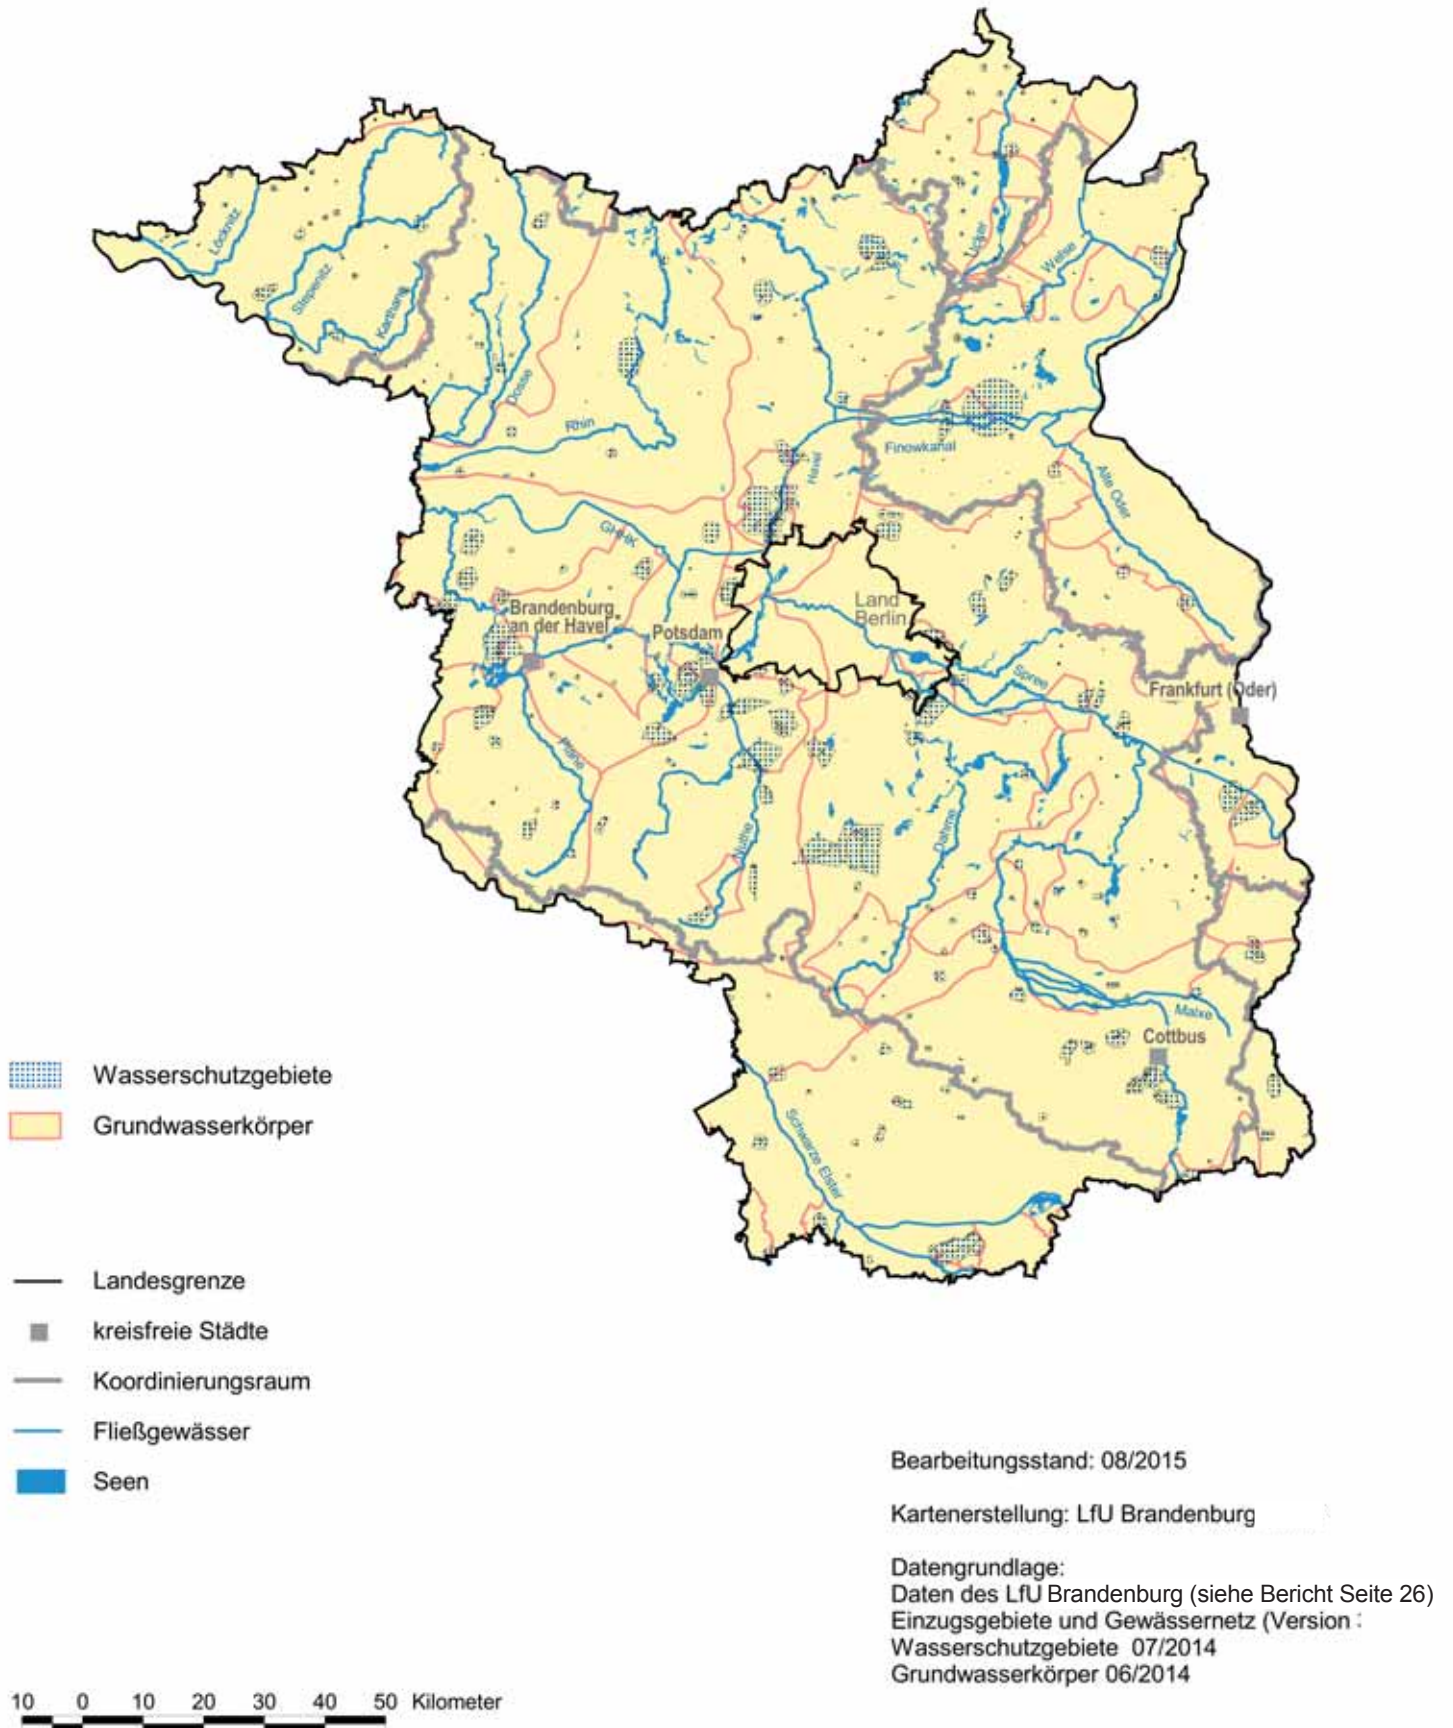 Löcknitz
Stepenitz
Karthane
Dosse
Rhin
Ucker
Welse
Finowkanal
Havel
Alte Oder
GHHK
Brandenburg
an der Havel
Potsdam
Land
Berlin
Spree
Frankfurt (Oder)
Plane
Nuthe
Dahme
Malxe
Cottbus
Schwarze Elster
Wasserschutzgebiete
Grundwasserkörper
Landesgrenze
kreisfreie Städte
Koordinierungsraum
Fließgewässer
Seen
Bearbeitungsstand: 08/2015
Kartenerstellung: LfU Brandenburg
Datengrundlage:
Daten des LfU Brandenburg (siehe Bericht Seite 26)
Einzugsgebiete und Gewässernetz (Version
Wasserschutzgebiete 07/2014
Grundwasserkörper 06/2014
10 0 10 20 30 40 50 Kilometer